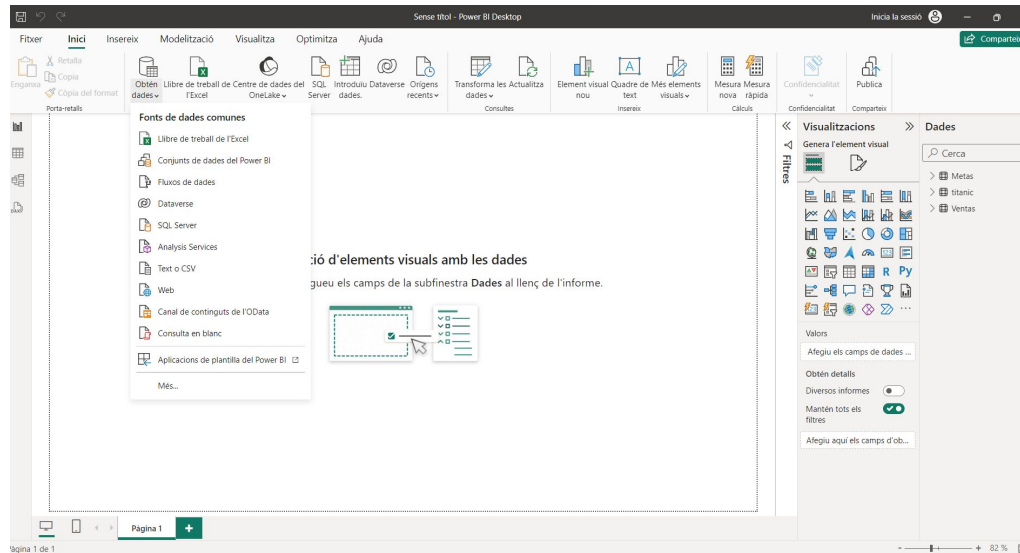 Sense títol - Power BI Desktop
Inicia la sessió
Fitxer Inici Insereix Modelització Visualitza Optimitza Ajuda
Comparteix
Enganxa
Retalla
Copia
Copia del format
Porta-retalls
Obtén dades
Llibre de treball de l'Excel
Centre de dades del OneLake
SQL Server
Introduïu dades.
Dataverse
Orígens recents
Transforma les dades
Actualitza
Consultes
Element visual nou
Quadre de text
Més elements visuals
Insereix
Mesura nova
Mesura ràpida
Càlculs
Confidencialitat
Confidencialitat
Publica
Comparteix
Fonts de dades comunes
Llibre de treball de l'Excel
Conjunts de dades del Power BI
Fluxos de dades
Dataverse
SQL Server
Analysis Services
Text o CSV
Web
Canal de continguts de l'OData
Consulta en blanc
Aplicacions de plantilla del Power BI
Més...
ció d'elements visuals amb les dades
gueu els camps de la subfinestra Dades al llenç de l'informe.
Filtres
Visualitzacions
Genera l'element visual
R Py
Valors
Afegiu els camps de dades ...
Obtén detalls
Diversos informes
Mantén tots els filtres
Afegiu aquí els camps d'ob...
Dades
Cerca
Metas
titanic
Ventas
Pàgina 1
Pàgina 1 de 1
82 %